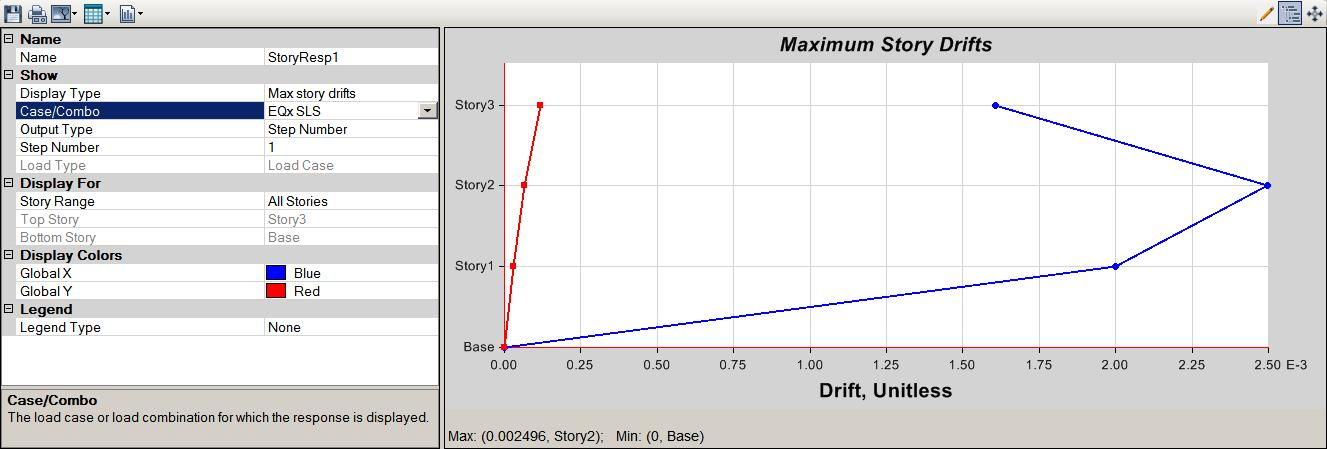 Name
Name StoryResp1
Show
Display Type Max story drifts
Case/Combo EQx SLS
Output Type Step Number
Step Number 1
Load Type Load Case
Display For
Story Range All Stories
Top Story Story3
Bottom Story Base
Display Colors
Global X Blue
Global Y Red
Legend
Legend Type None
Case/Combo
The load case or load combination for which the response is displayed.
Maximum Story Drifts
Story3
Story2
Story1
Base
0.00 0.25 0.50 0.75 1.00 1.25 1.50 1.75 2.00 2.25 2.50 E-3
Drift, Unitless
Max: (0.002496, Story2); Min: (0, Base)